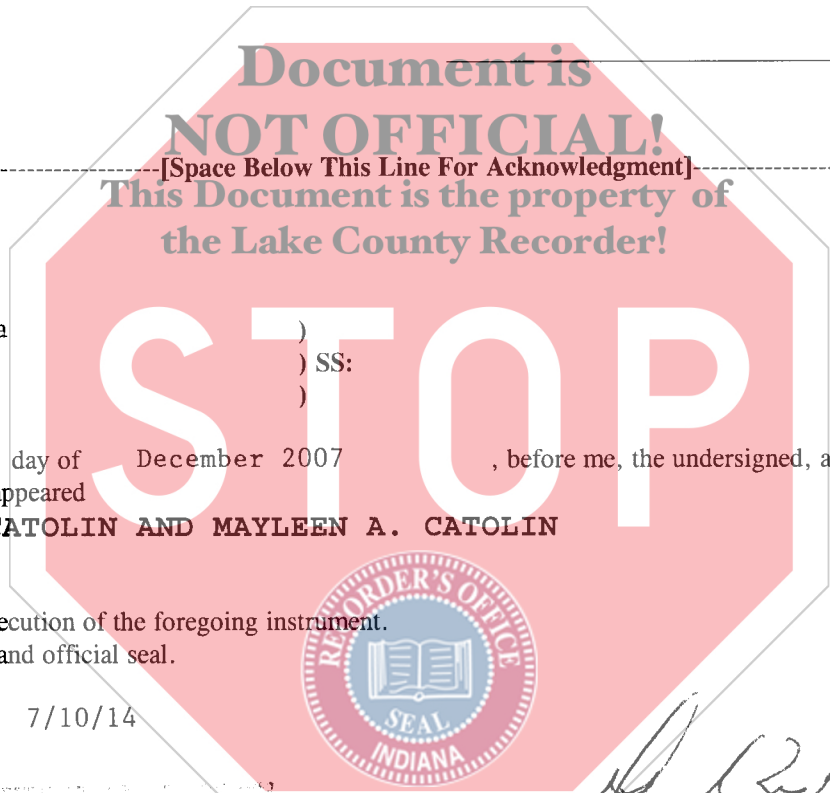 Document is
NOT OFFICIAL!
[Space Below This Line For Acknowledgment]
This Document is the property of
the Lake County Recorder!
a )
) SS:
)
STOP
day of December 2007 , before me, the undersigned, a
appeared
CATOLIN AND MAYLEEN A. CATOLIN
ecution of the foregoing instrument.
and official seal.
RECORDER'S OFFICE
SEAL
INDIANA
7/10/14